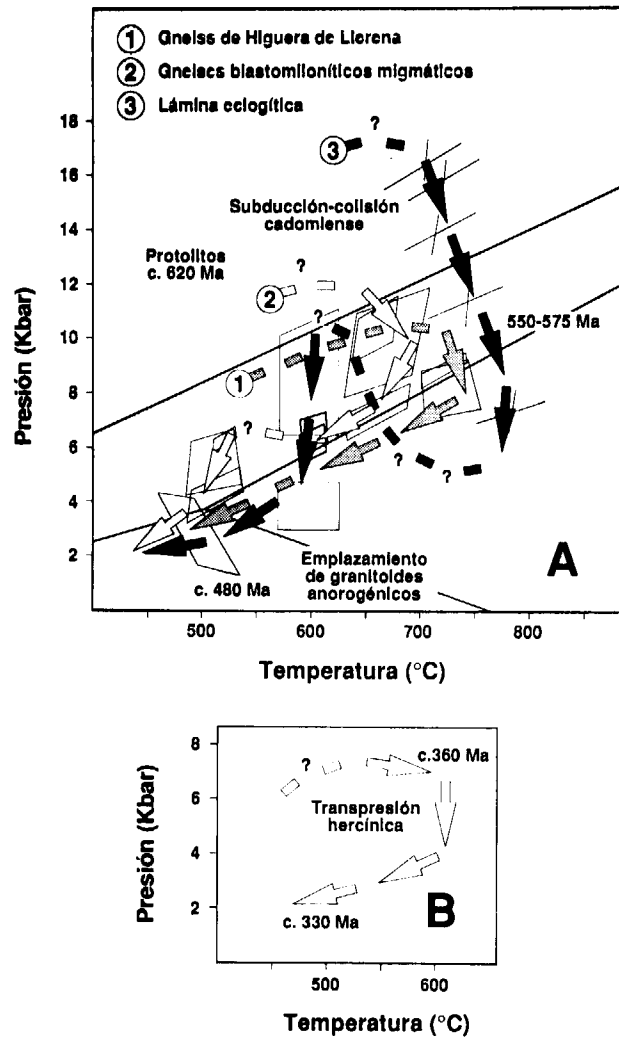 ① Gneiss de Higuera de Llerena
② Gneises blastomiloníticos migmáticos
③ Lámina eclogítica
18
?
③
16
Subducción-colisión
cadomiense
14
Protolitos
c. 620 Ma
?
12
②
?
550-575 Ma
10
①
8
?
6
?
?
4
Emplazamiento
de granitoides
anorogénicos
2
c. 480 Ma
A
Presión (Kbar)
500
600
700
800
Temperatura (°C)
8
?
c.360 Ma
6
Transpresión
hercínica
4
2
c. 330 Ma
B
Presión (Kbar)
500
600
Temperatura (°C)